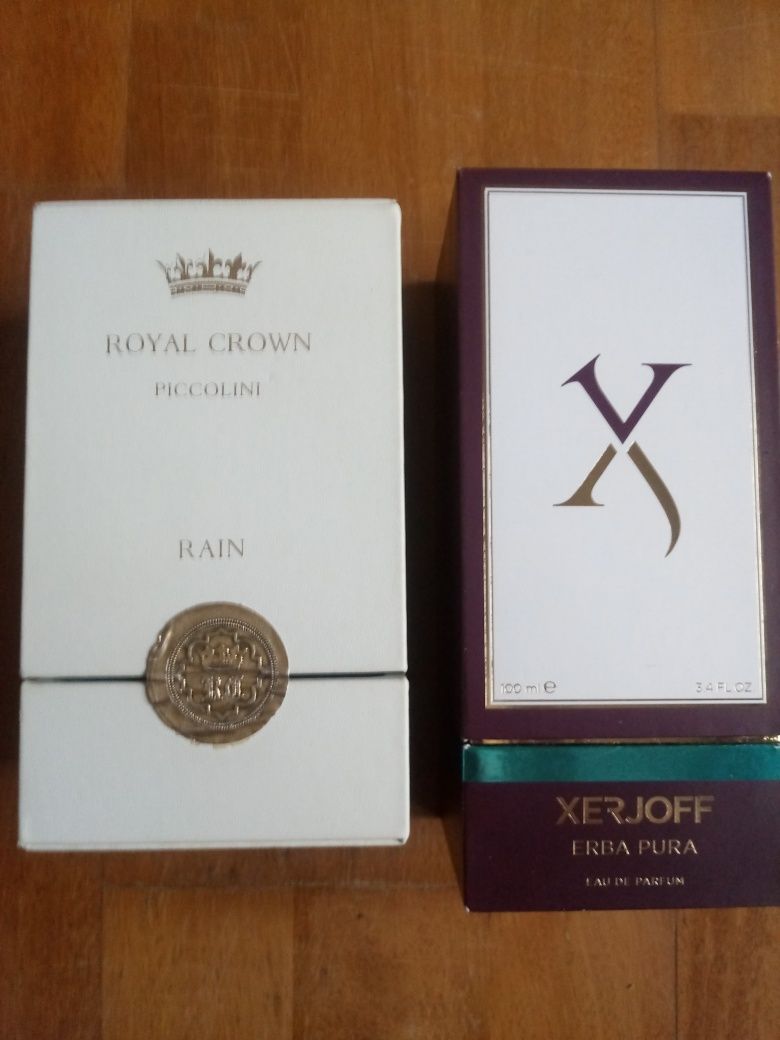 ROYAL CROWN
PICCOLINI
RAIN
X
100 ml e
3.4 FL OZ
XERJOFF
ERBA PURA
EAU DE PARFUM